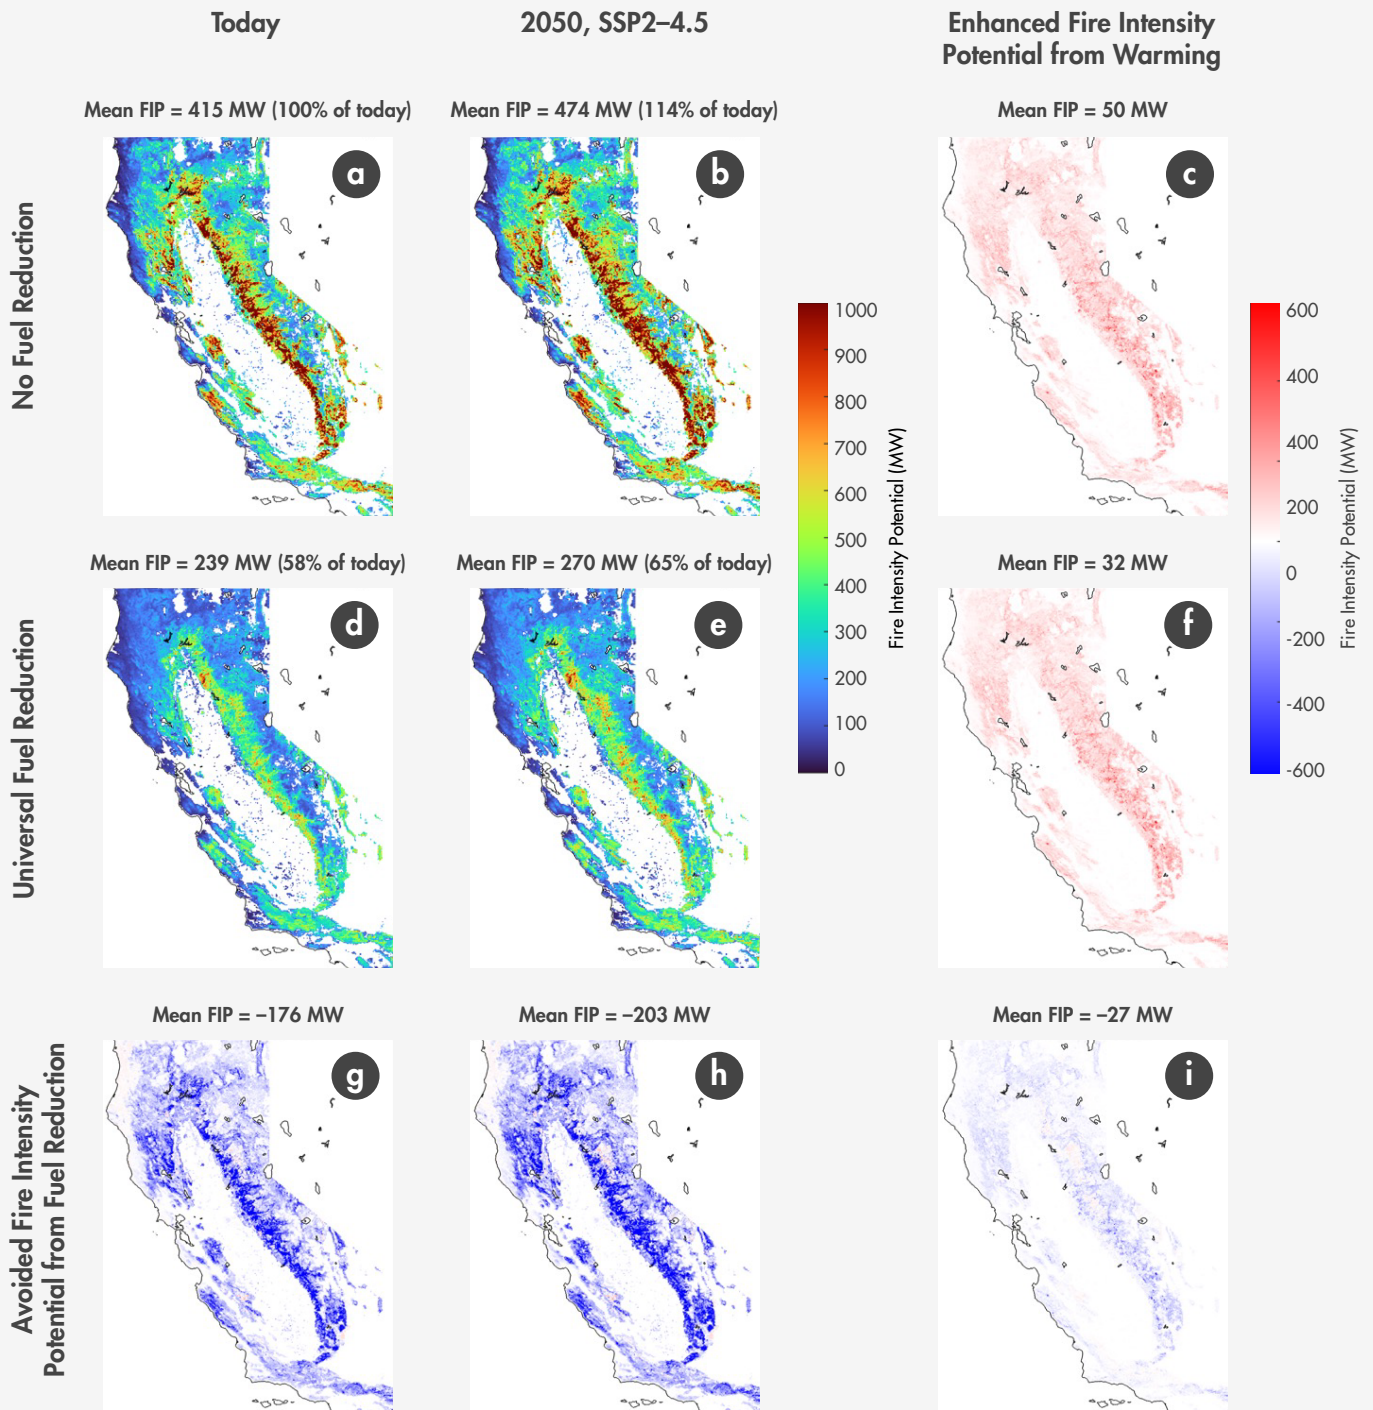 Today
2050, SSP2–4.5
Enhanced Fire Intensity
Potential from Warming
No Fuel Reduction
Mean FIP = 415 MW (100% of today)
a
Mean FIP = 474 MW (114% of today)
b
Mean FIP = 50 MW
c
1000
900
800
700
600
500
400
300
200
100
0
Fire Intensity Potential (MW)
600
400
400
200
0
-200
-400
-600
Fire Intensity Potential (MW)
Universal Fuel Reduction
Mean FIP = 239 MW (58% of today)
d
Mean FIP = 270 MW (65% of today)
e
Mean FIP = 32 MW
f
Avoided Fire Intensity
Potential from Fuel Reduction
Mean FIP = –176 MW
g
Mean FIP = –203 MW
h
Mean FIP = –27 MW
i